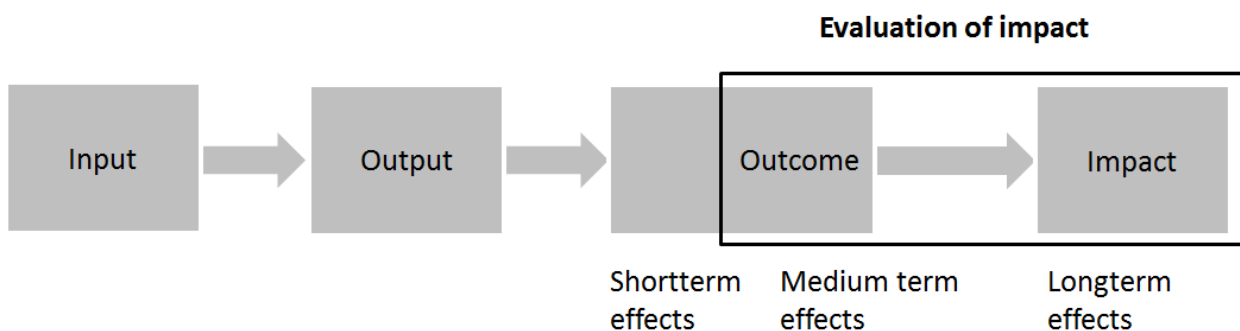 Evaluation of impact
Input
Output
Outcome
Impact
Shortterm
effects
Medium term
effects
Longterm
effects